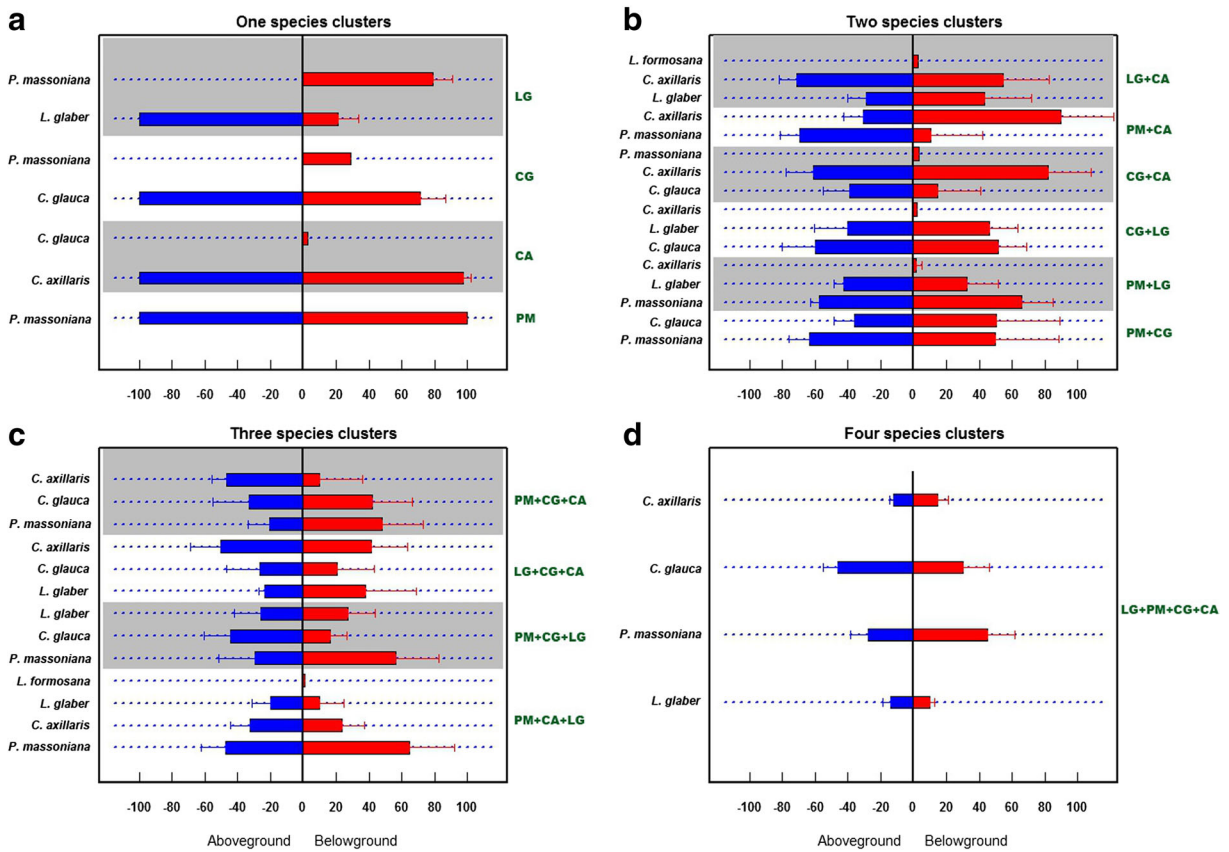 a
One species clusters
P. massoniana
L. glaber
LG
P. massoniana
C. glauca
CG
C. glauca
C. axillaris
CA
P. massoniana
PM
-100 -80 -60 -40 -20 0 20 40 60 80 100
b
Two species clusters
L. formosana
C. axillaris
L. glaber
LG+CA
C. axillaris
P. massoniana
PM+CA
P. massoniana
C. axillaris
C. glauca
CG+CA
C. axillaris
L. glaber
C. glauca
CG+LG
C. axillaris
L. glaber
P. massoniana
PM+LG
C. glauca
P. massoniana
PM+CG
-100 -80 -60 -40 -20 0 20 40 60 80 100
c
Three species clusters
C. axillaris
C. glauca
P. massoniana
PM+CG+CA
C. axillaris
C. glauca
L. glaber
LG+CG+CA
L. glaber
C. glauca
P. massoniana
PM+CG+LG
L. formosana
L. glaber
C. axillaris
P. massoniana
PM+CA+LG
-100 -80 -60 -40 -20 0 20 40 60 80 100
Aboveground Belowground
d
Four species clusters
C. axillaris
C. glauca
P. massoniana
L. glaber
LG+PM+CG+CA
-100 -80 -60 -40 -20 0 20 40 60 80 100
Aboveground Belowground